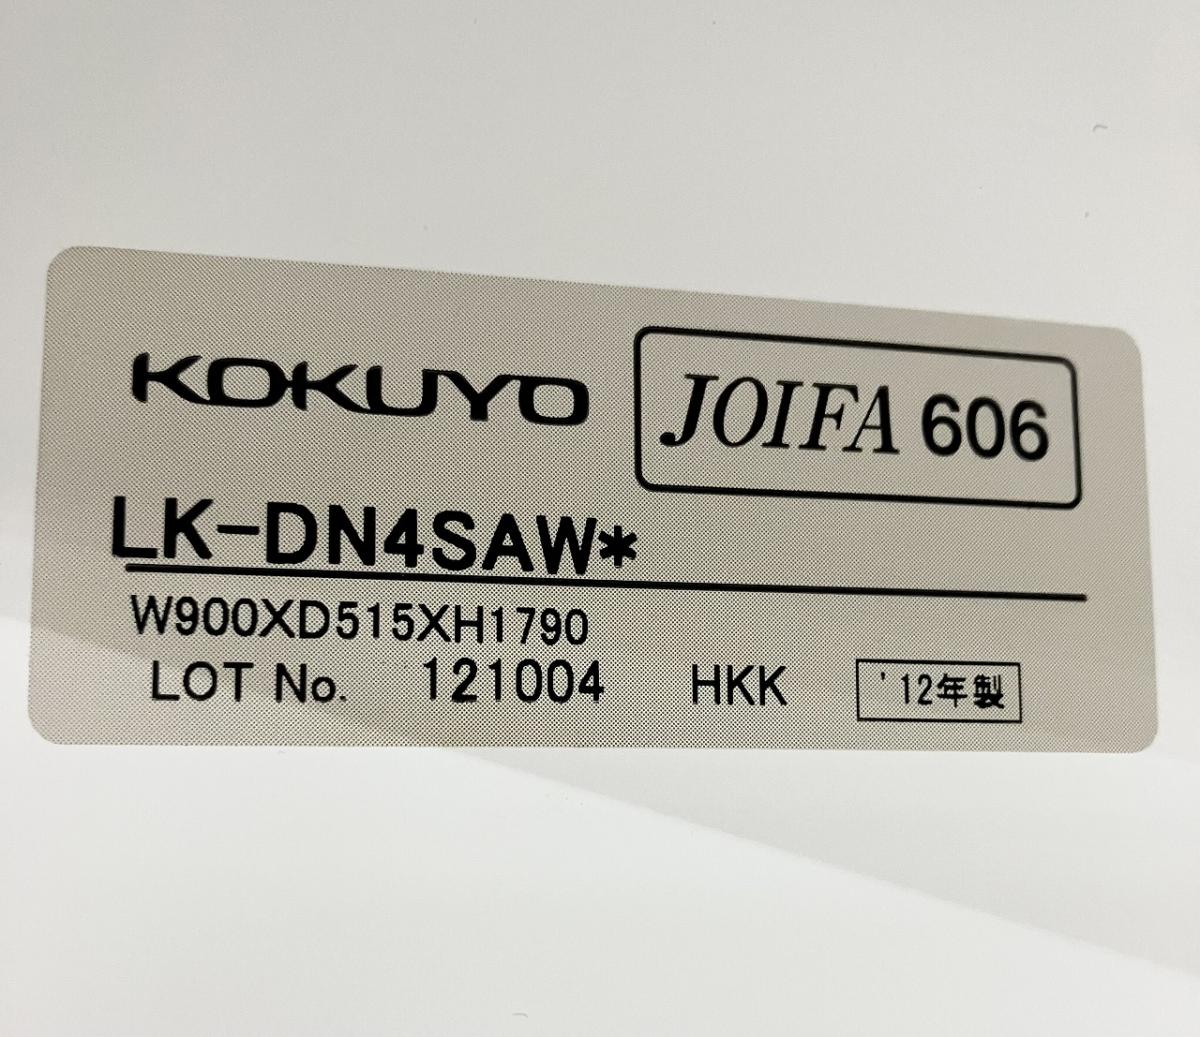 KOKUYO JOIFA 606
LK-DN4SAW*
W900XD515XH1790
LOT No. 121004 HKK '12年製